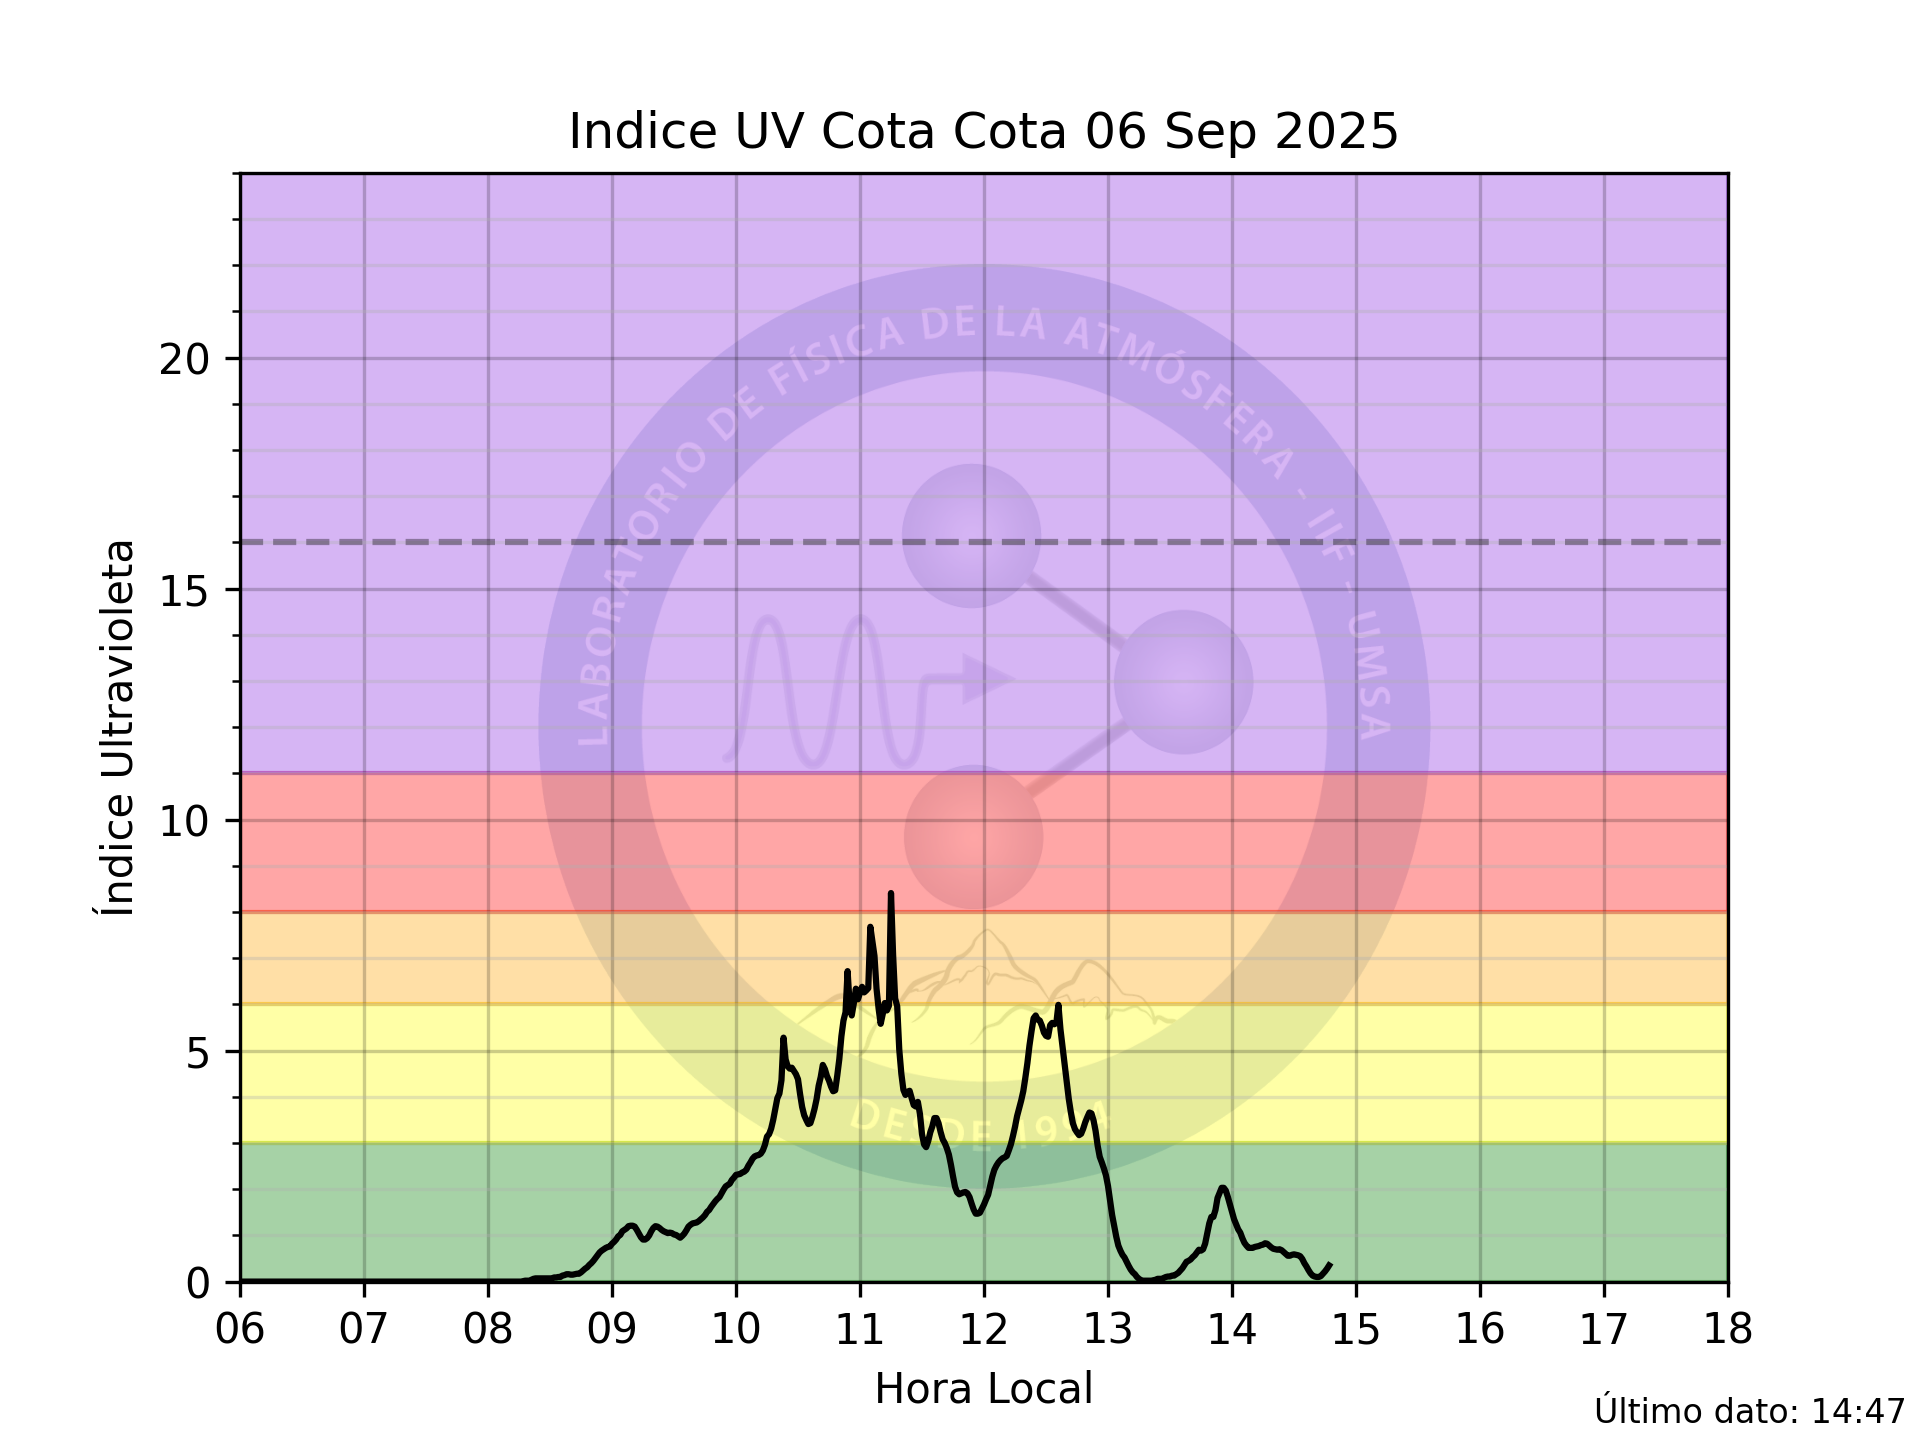 Indice UV Cota Cota 06 Sep 2025
Índice Ultravioleta
20
15
10
5
0
LABORATORIO DE FÍSICA DE LA ATMÓSFERA - IIF - UMSA
DESDE 1994
06 07 08 09 10 11 12 13 14 15 16 17 18
Hora Local
Último dato: 14:47